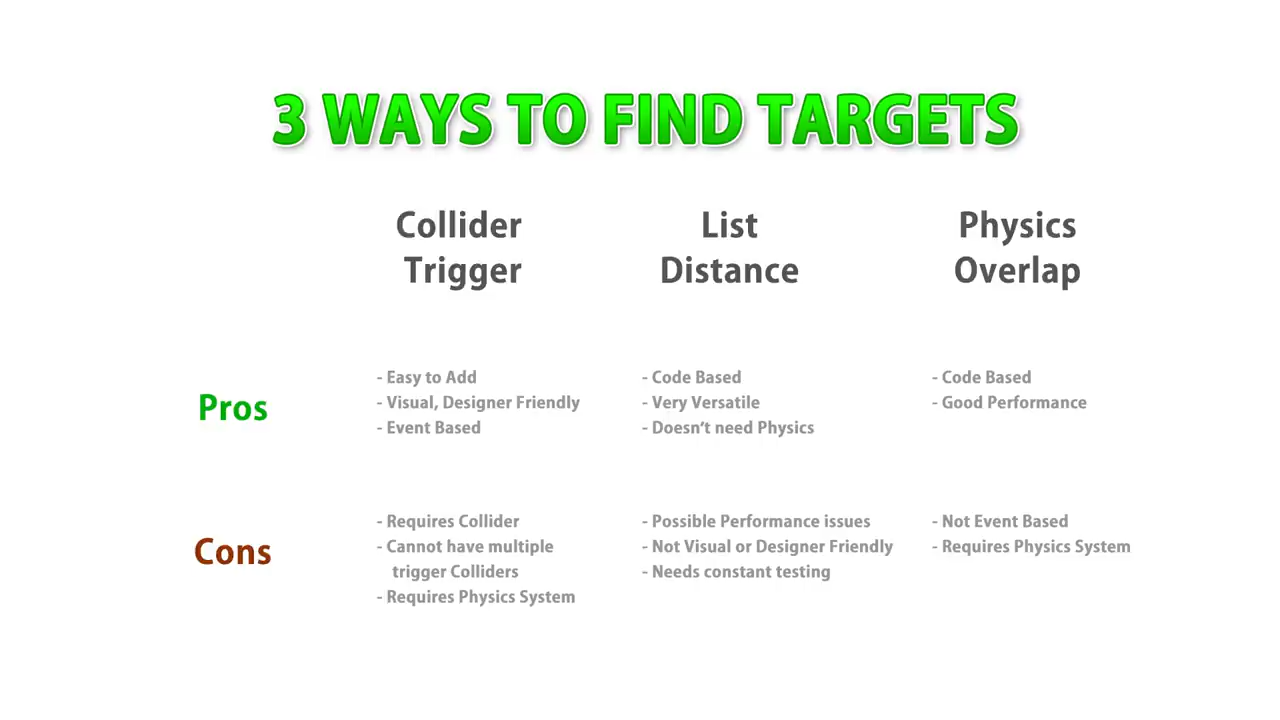 3 WAYS TO FIND TARGETS
Collider
Trigger
List
Distance
Physics
Overlap
Pros
- Easy to Add
- Visual, Designer Friendly
- Event Based
- Code Based
- Very Versatile
- Doesn't need Physics
- Code Based
- Good Performance
Cons
- Requires Collider
- Cannot have multiple
trigger Colliders
- Requires Physics System
- Possible Performance issues
- Not Visual or Designer Friendly
- Needs constant testing
- Not Event Based
- Requires Physics System